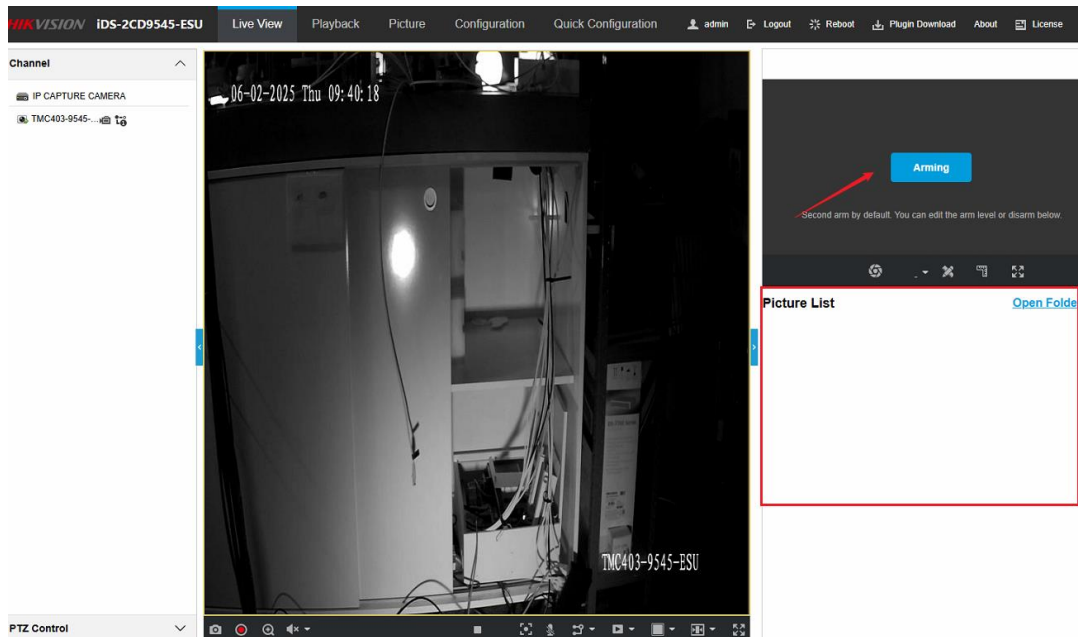 HIKVISION iDS-2CD9545-ESU Live View Playback Picture Configuration Quick Configuration admin Logout Reboot Plugin Download About License
Channel
IP CAPTURE CAMERA
TMC403-9545-...
06-02-2025 Thu 09:40:18
TMC403-9545-ESU
Arming
Second arm by default. You can edit the arm level or disarm below.
Picture List Open Folde
PTZ Control